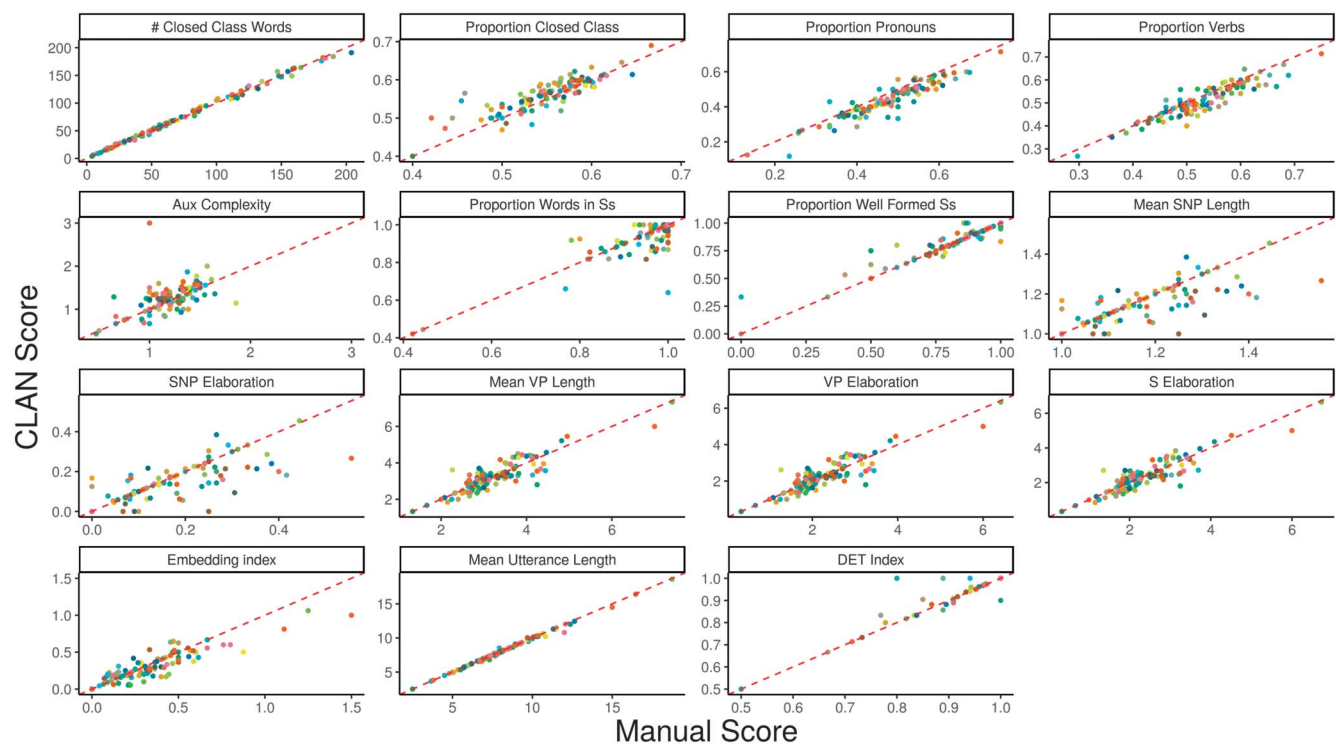 # Closed Class Words
Proportion Closed Class
Proportion Pronouns
Proportion Verbs
200
150
100
50
0
0 50 100 150 200
0.7
0.6
0.5
0.4
0.4 0.5 0.6 0.7
0.6
0.4
0.2
0.2 0.4 0.6
0.7
0.6
0.5
0.4
0.3
0.3 0.4 0.5 0.6 0.7
Aux Complexity
Proportion Words in Ss
Proportion Well Formed Ss
Mean SNP Length
3
2
1
1 2 3
1.0
0.8
0.6
0.4
0.4 0.6 0.8 1.0
1.00
0.75
0.50
0.25
0.00
0.00 0.25 0.50 0.75 1.00
1.4
1.2
1.0
1.0 1.2 1.4
SNP Elaboration
Mean VP Length
VP Elaboration
S Elaboration
0.4
0.2
0.0
0.0 0.2 0.4
6
4
2
2 4 6
6
4
2
2 4 6
6
4
2
2 4 6
Embedding index
Mean Utterance Length
DET Index
1.5
1.0
0.5
0.0
0.0 0.5 1.0 1.5
15
10
5
5 10 15
1.0
0.9
0.8
0.7
0.6
0.5
0.5 0.6 0.7 0.8 0.9 1.0
CLAN Score
Manual Score